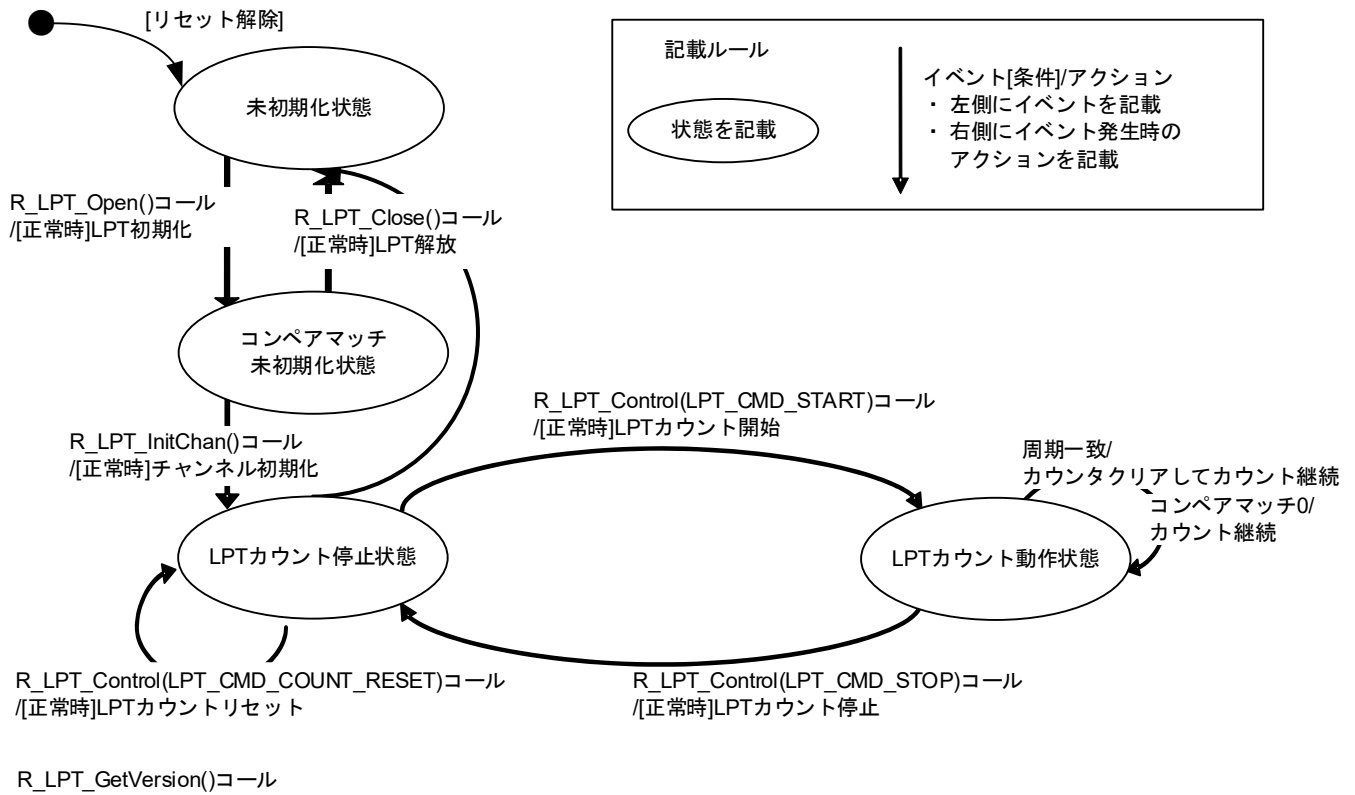 [リセット解除]
未初期化状態
記載ルール
状態を記載
イベント[条件]/アクション
・ 左側にイベントを記載
・ 右側にイベント発生時の
アクションを記載
R_LPT_Open()コール
/[正常時]LPT初期化
R_LPT_Close()コール
/[正常時]LPT解放
コンペアマッチ
未初期化状態
R_LPT_InitChan()コール
/[正常時]チャンネル初期化
R_LPT_Control(LPT_CMD_START)コール
/[正常時]LPTカウント開始
周期一致/
カウンタクリアしてカウント継続
コンペアマッチ0/
カウント継続
LPTカウント停止状態
LPTカウント動作状態
R_LPT_Control(LPT_CMD_COUNT_RESET)コール
/[正常時]LPTカウントリセット
R_LPT_Control(LPT_CMD_STOP)コール
/[正常時]LPTカウント停止
R_LPT_GetVersion()コール